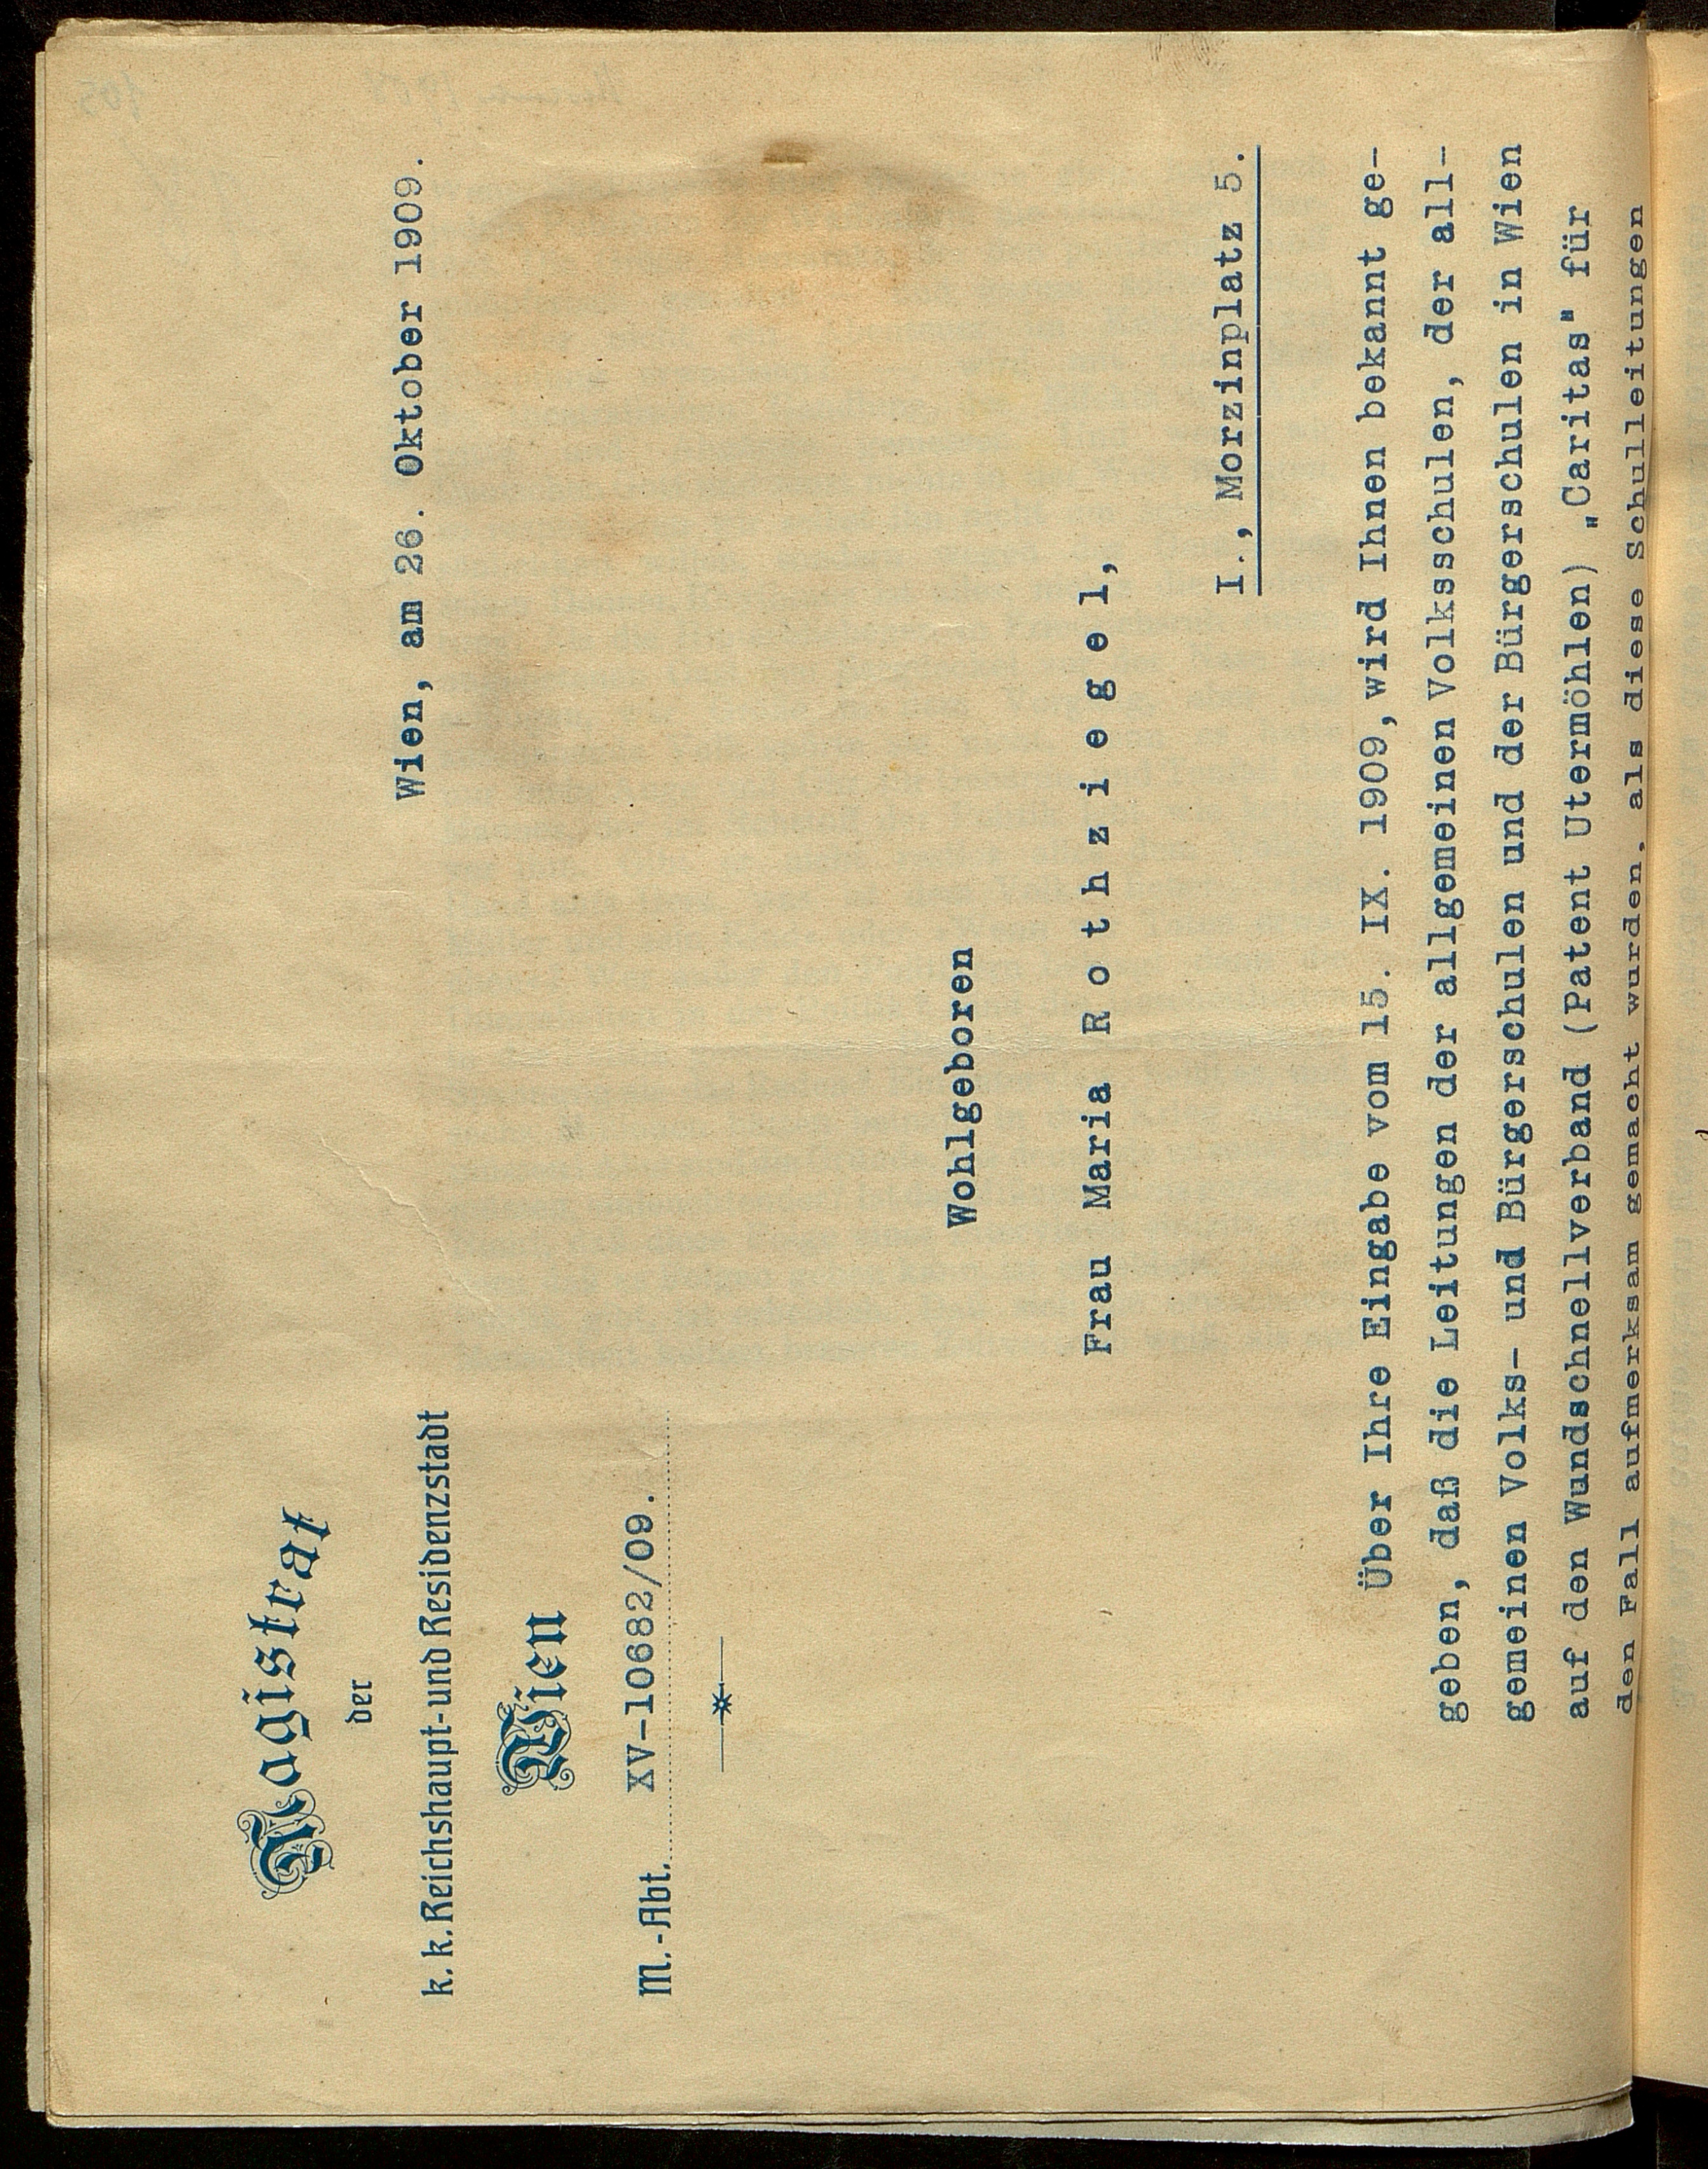 Magistrat
der
k. k. Reichshaupt- und Residenzstadt
Wien
M.-Abt. XV-10682/09.
Wien, am 26. Oktober 1909.
Wohlgeboren
Frau Maria Rothziegel,
I., Morzinplatz 5.
Über Ihre Eingabe vom 15. IX. 1909, wird Ihnen bekannt ge-
geben, daß die Leitungen der allgemeinen Volksschulen, der all-
gemeinen Volks- und Bürgerschulen und der Bürgerschulen in Wien
auf den Wundschnellverband (Patent Utermöhlen) „Caritas" für
den Fall aufmerksam gemacht wurden, als diese Schulleitungen